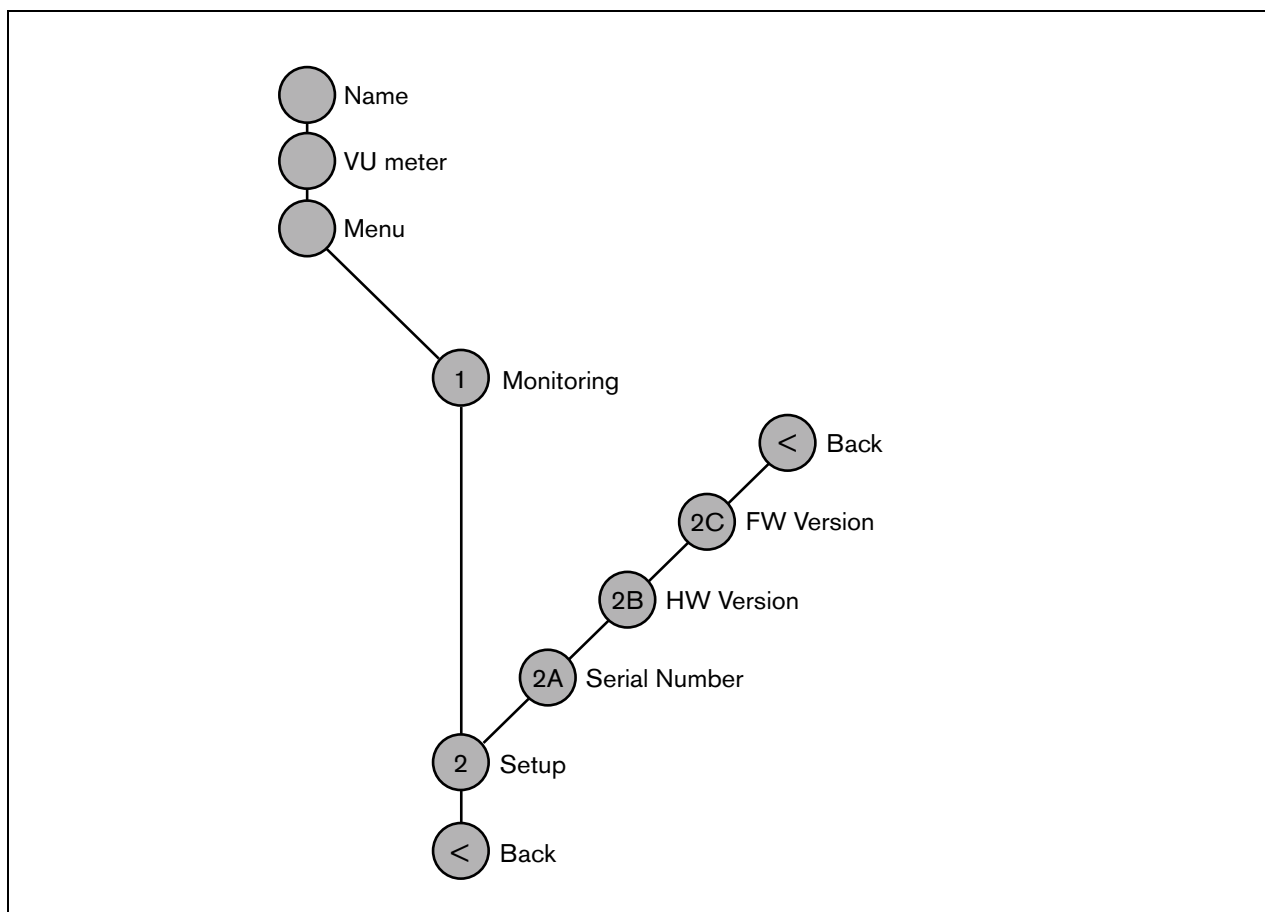 Name
VU meter
Menu
1 Monitoring
< Back
2C FW Version
2B HW Version
2A Serial Number
2 Setup
< Back